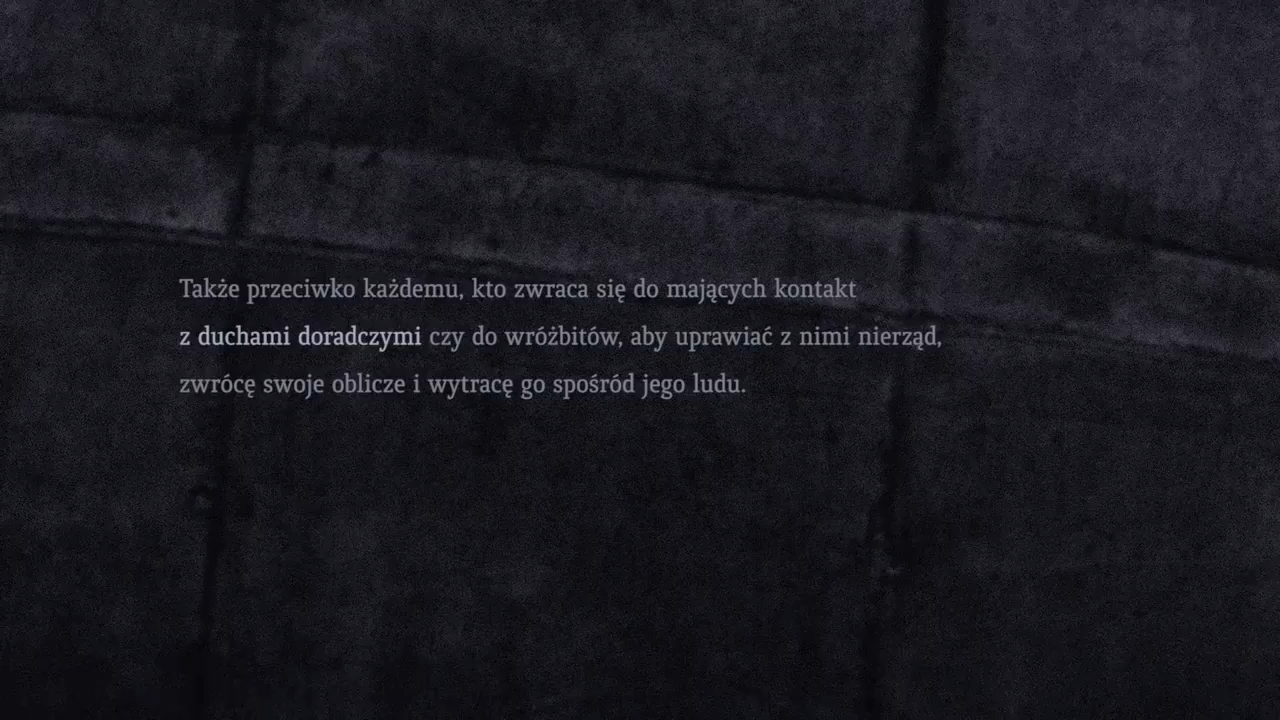 Także przeciwko każdemu, kto zwraca się do mających kontakt
z duchami doradczymi czy do wróżbitów, aby uprawiać z nimi nierząd,
zwrócę swoje oblicze i wytracę go spośród jego ludu.